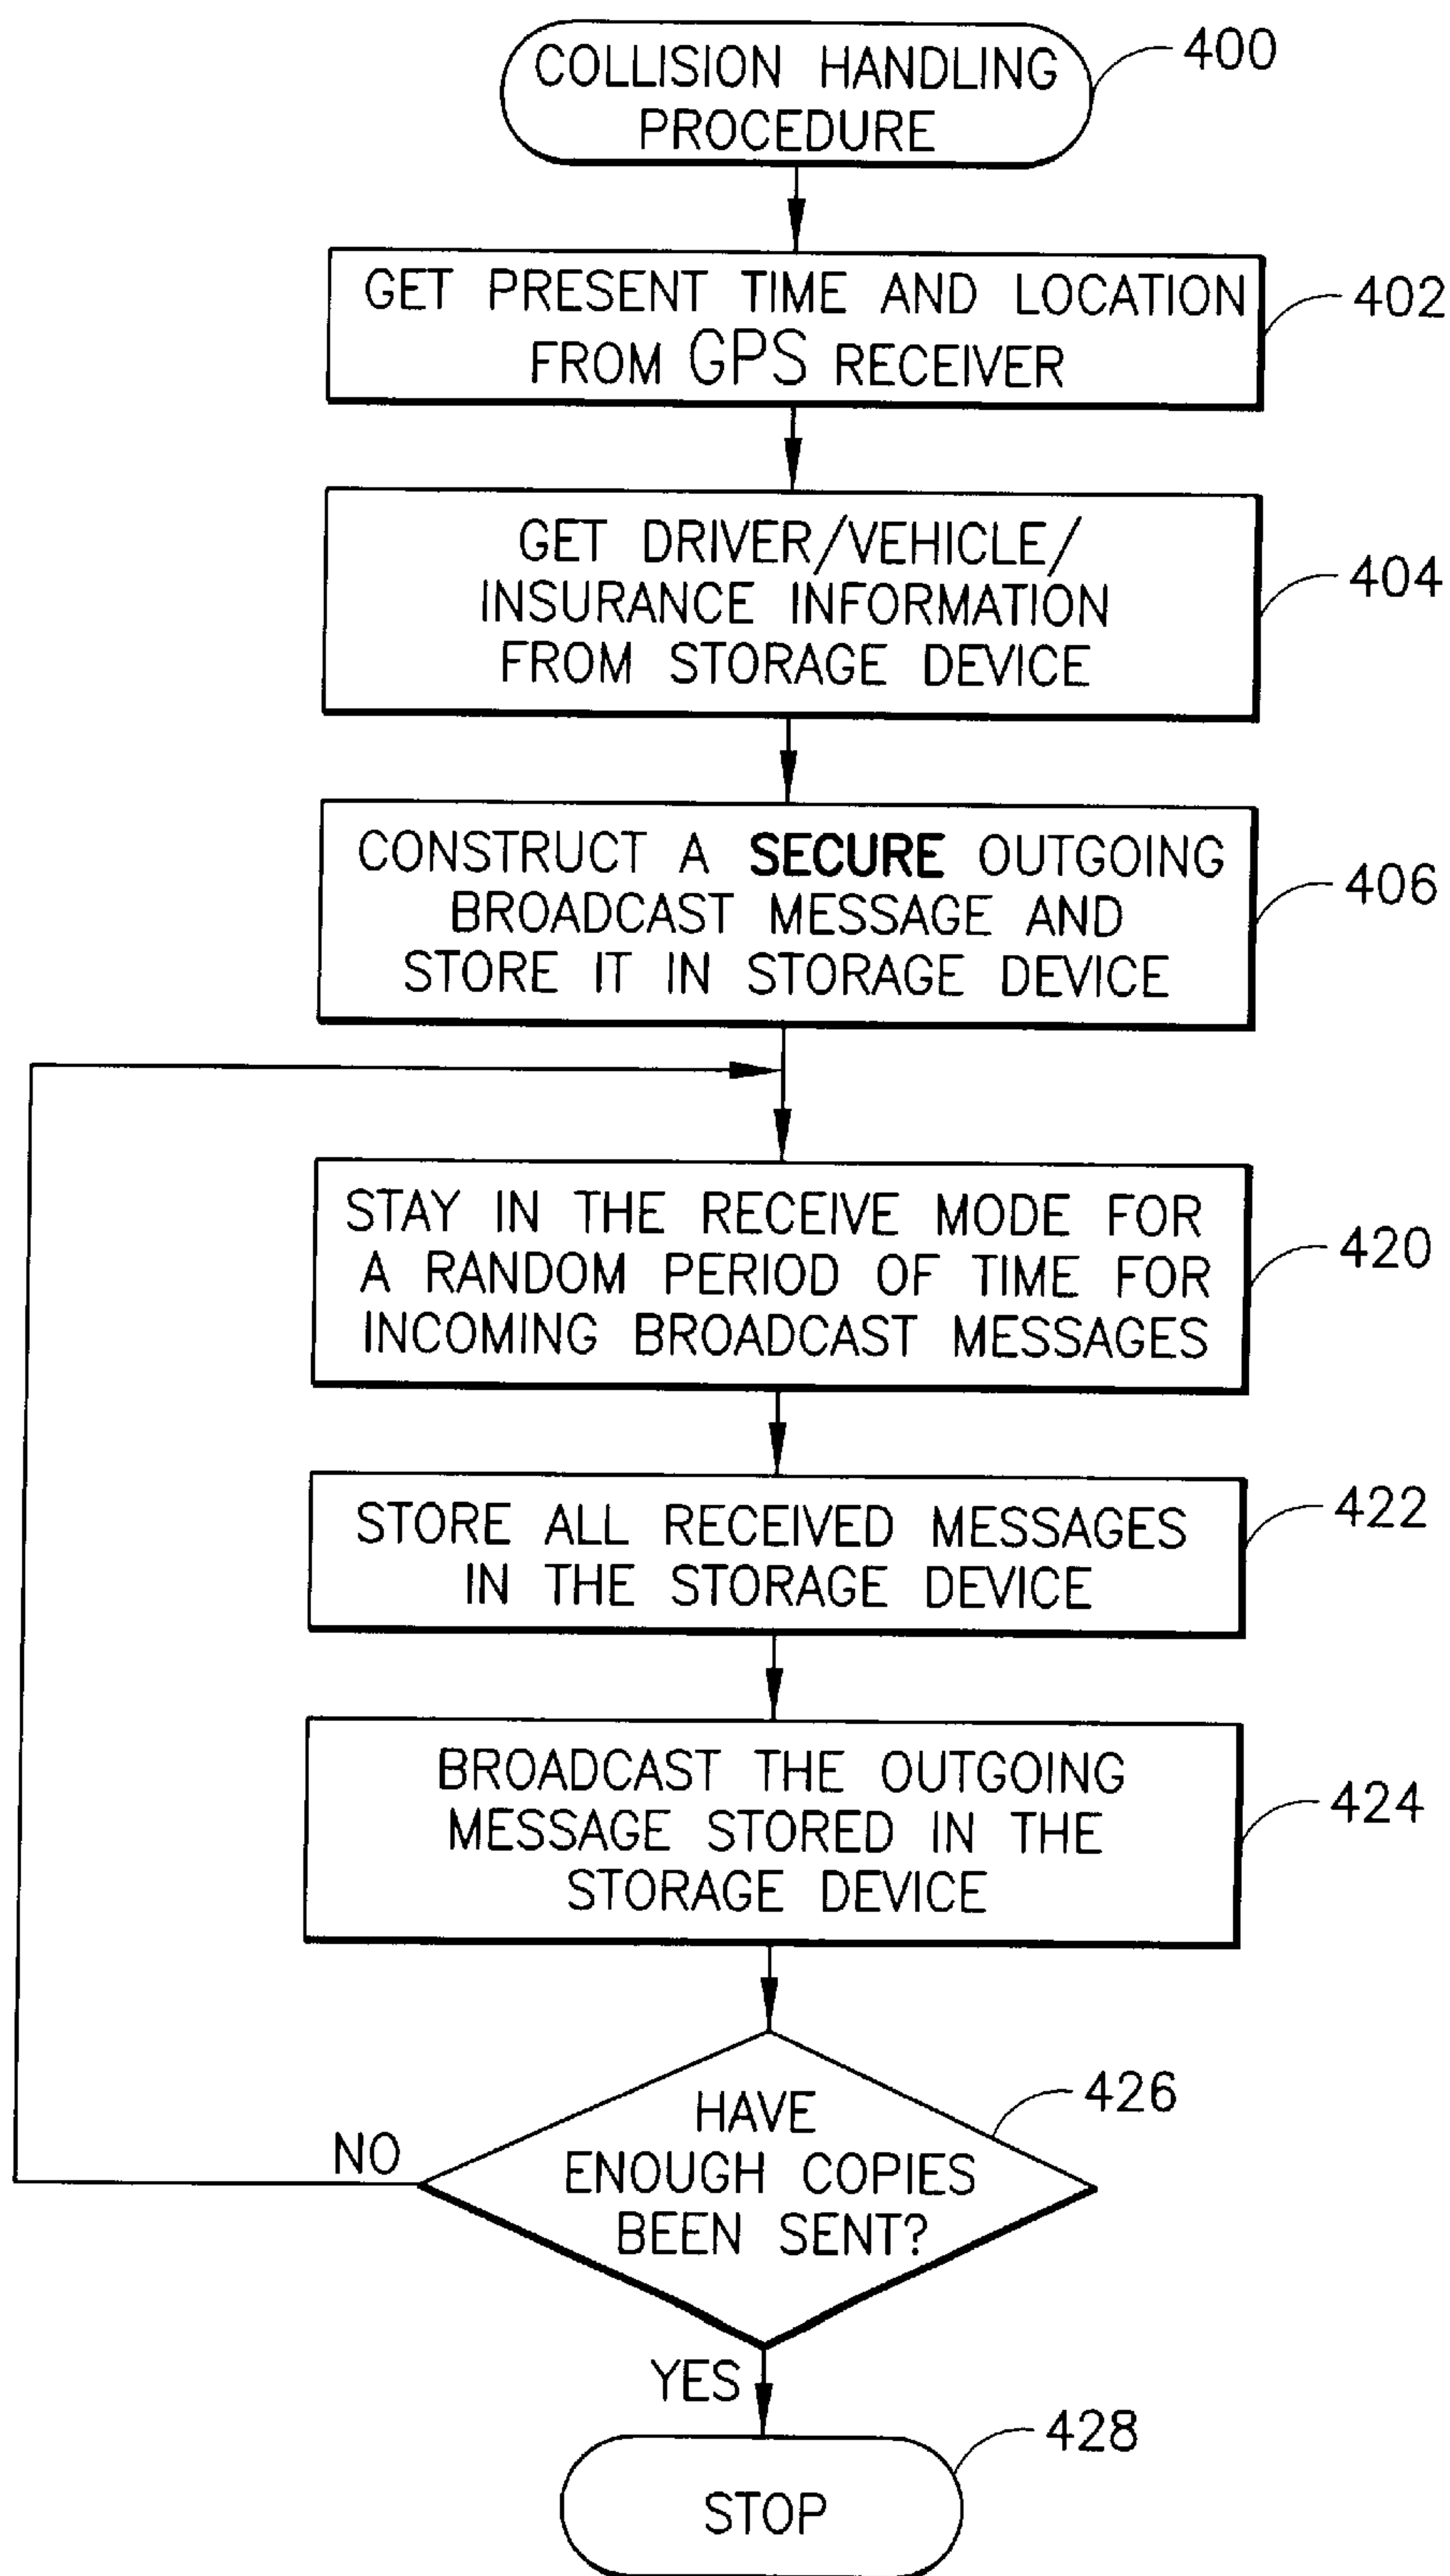 COLLISION HANDLING
PROCEDURE
400
GET PRESENT TIME AND LOCATION
FROM GPS RECEIVER
402
GET DRIVER/VEHICLE/
INSURANCE INFORMATION
FROM STORAGE DEVICE
404
CONSTRUCT A SECURE OUTGOING
BROADCAST MESSAGE AND
STORE IT IN STORAGE DEVICE
406
STAY IN THE RECEIVE MODE FOR
A RANDOM PERIOD OF TIME FOR
INCOMING BROADCAST MESSAGES
420
STORE ALL RECEIVED MESSAGES
IN THE STORAGE DEVICE
422
BROADCAST THE OUTGOING
MESSAGE STORED IN THE
STORAGE DEVICE
424
HAVE
ENOUGH COPIES
BEEN SENT?
426
NO
YES
STOP
428